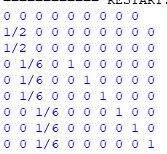 RESTART:
0 0 0 0 0 0 0 0 0
1/2 0 0 0 0 0 0 0 0
1/2 0 0 0 0 0 0 0 0
0 1/6 0 1 0 0 0 0 0
0 1/6 0 0 1 0 0 0 0
0 1/6 0 0 0 1 0 0 0
0 0 1/6 0 0 0 1 0 0
0 0 1/6 0 0 0 0 1 0
0 0 1/6 0 0 0 0 0 1